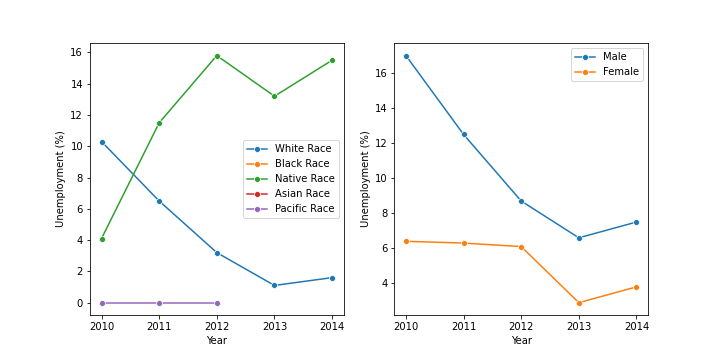 16
14
12
10
8
6
4
2
0
Unemployment (%)
White Race
Black Race
Native Race
Asian Race
Pacific Race
2010 2011 2012 2013 2014
Year
16
14
12
10
8
6
4
Unemployment (%)
Male
Female
2010 2011 2012 2013 2014
Year